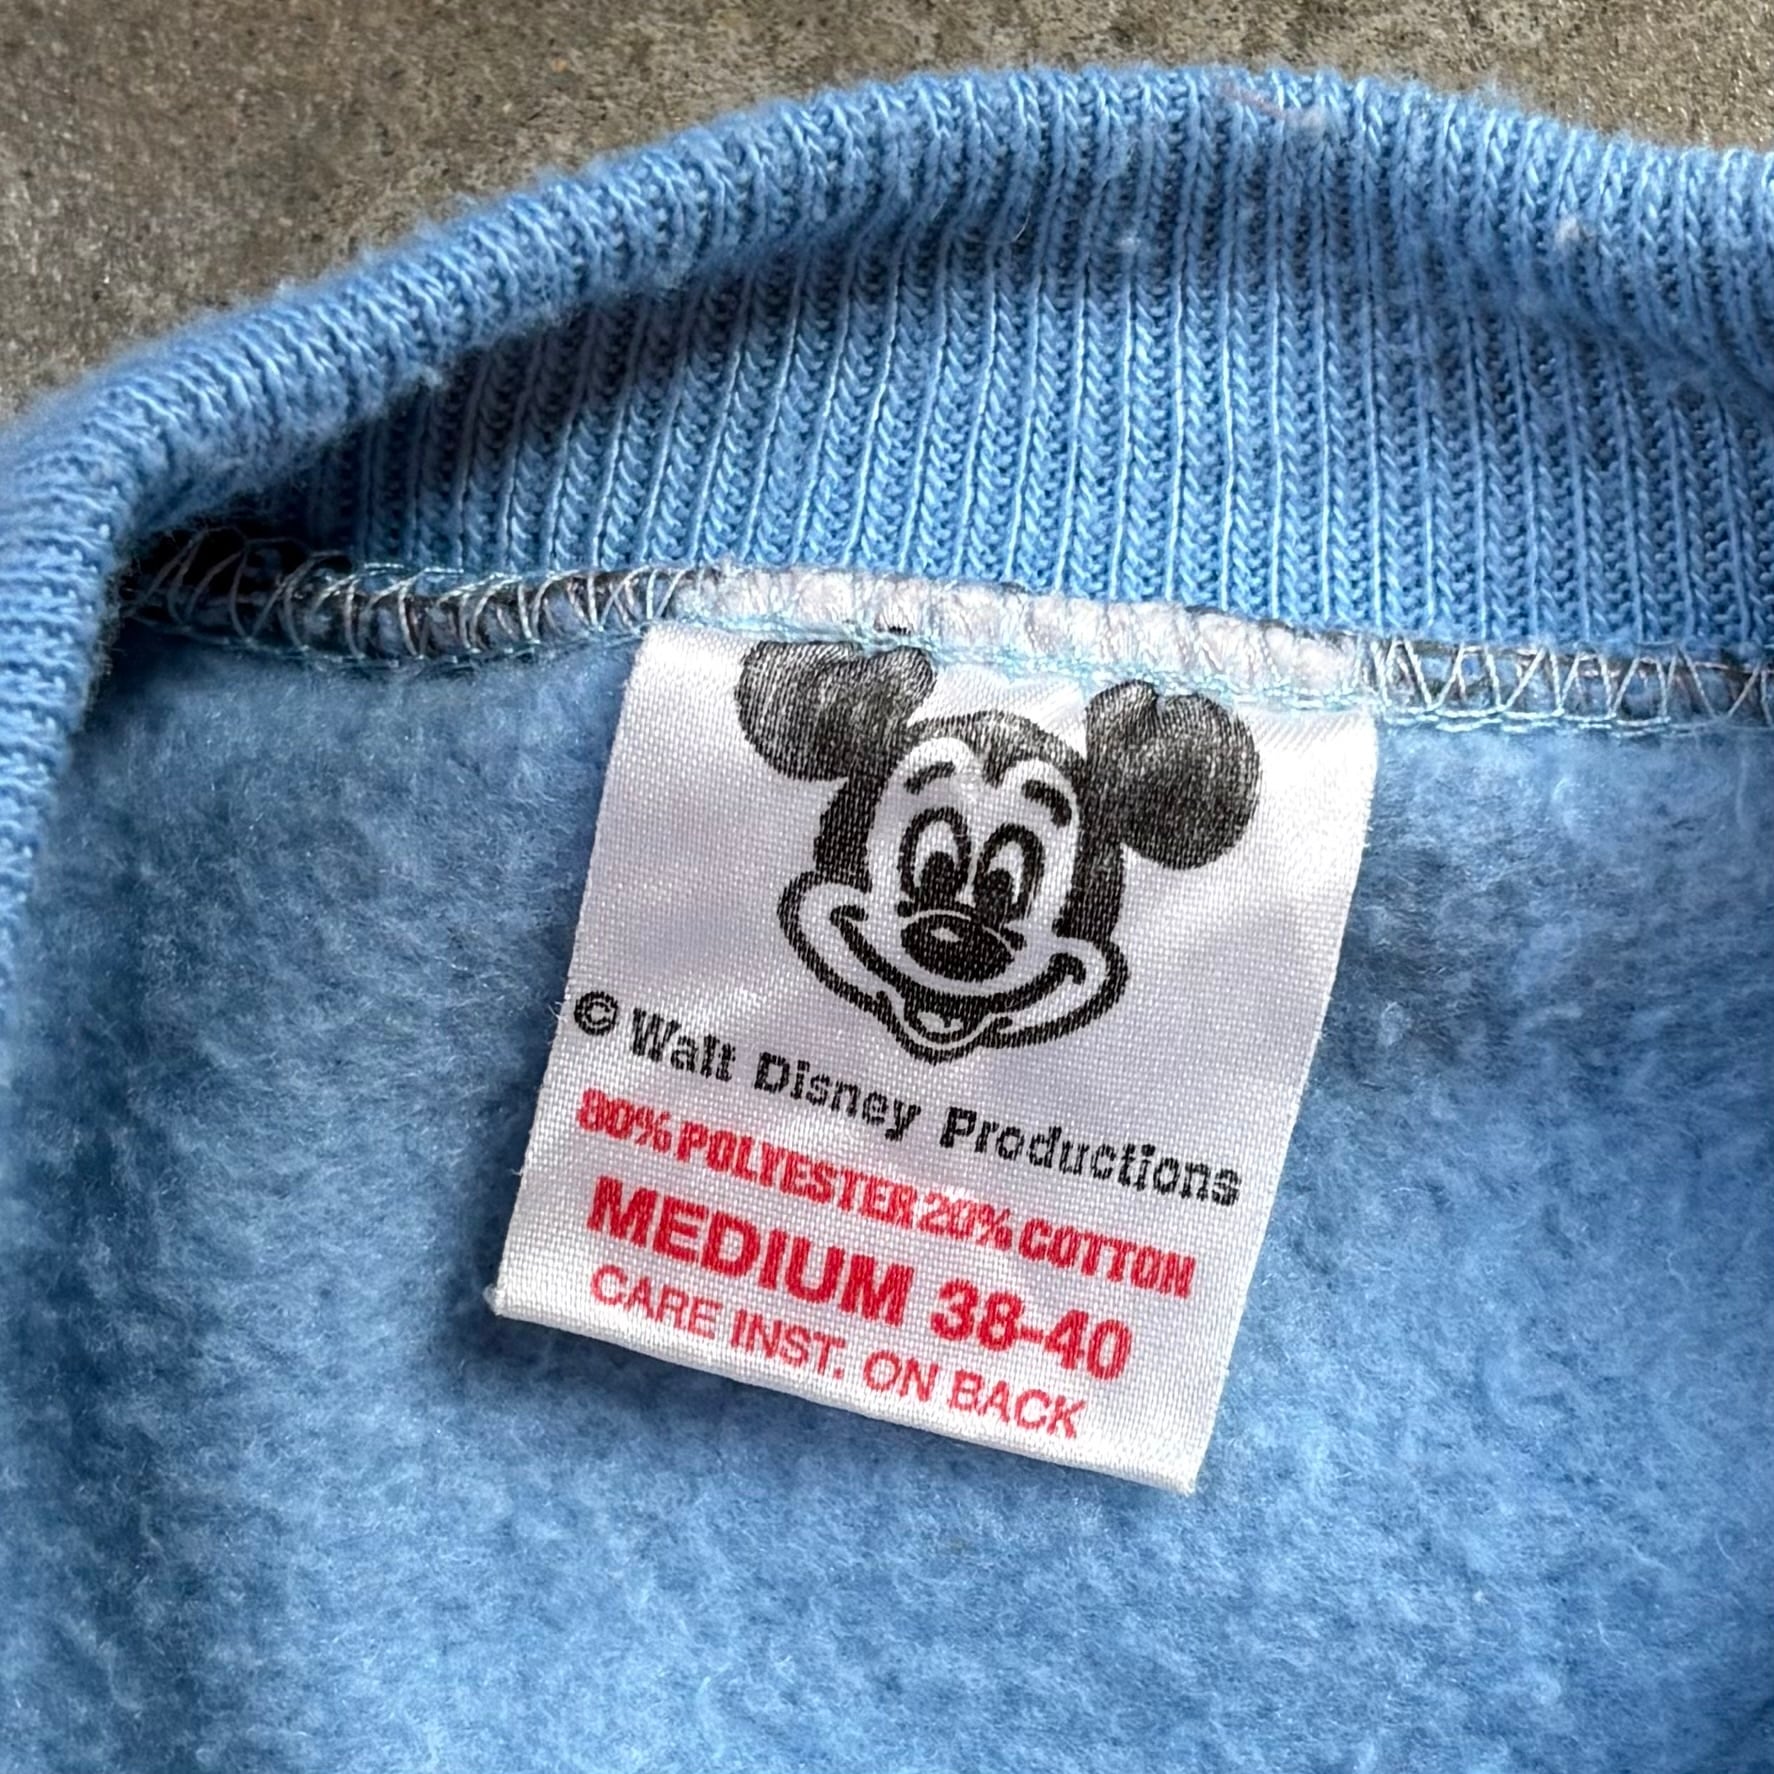 © Walt Disney Productions
80% POLYESTER 20% COTTON
MEDIUM 38-40
CARE INST. ON BACK